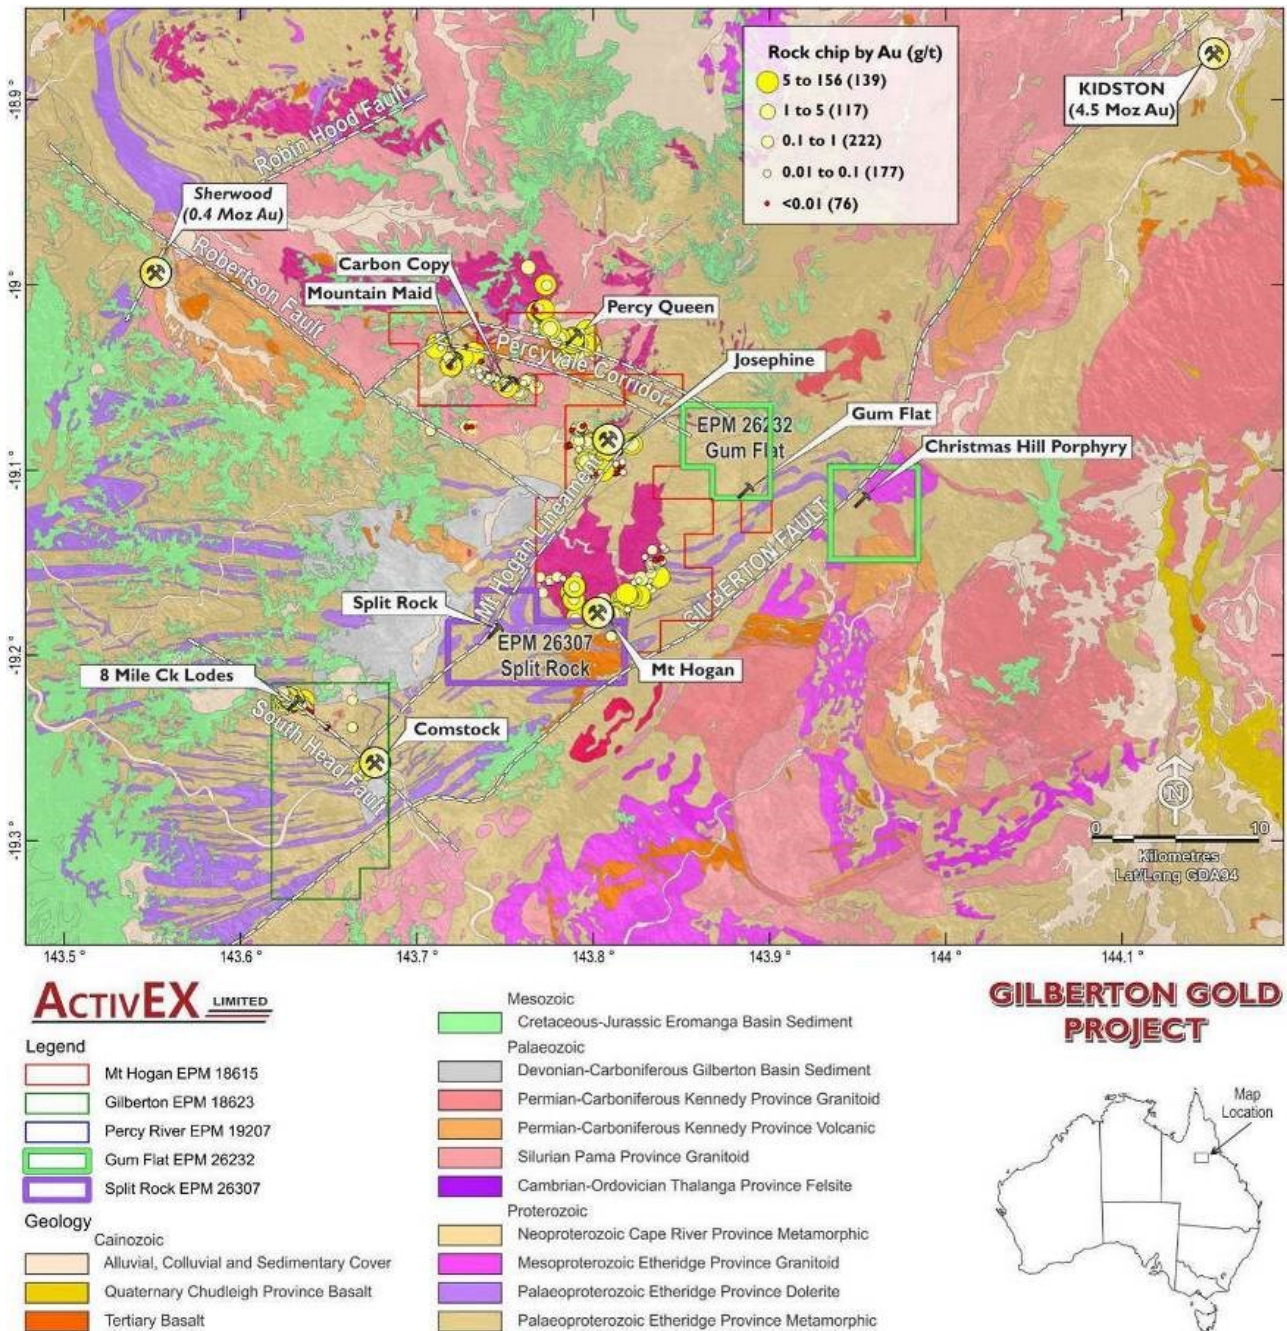 Rock chip by Au (g/t)
5 to 156 (139)
1 to 5 (117)
0.1 to 1 (222)
0.01 to 0.1 (177)
<0.01 (76)
KIDSTON
(4.5 Moz Au)
-18.9
Robin Hood Fault
Sherwood
(0.4 Moz Au)
Robertson Fault
-19
Carbon Copy
Mountain Maid
Percy Queen
Percyvale Corridor
Josephine
Gum Flat
EPM 26232
Gum Flat
Christmas Hill Porphyry
-19.1
Mt Hogan Lineament
GILBERTON FAULT
Split Rock
EPM 26307
Split Rock
-19.2
Mt Hogan
8 Mile Ck Lodes
South Head Fault
Comstock
-19.3
N
0
10
Kilometres
Lat/Long GDA94
143.5 °
143.6 °
143.7 °
143.8 °
143.9 °
144 °
144.1 °
ACTIVEX LIMITED
Legend
Mt Hogan EPM 18615
Gilberton EPM 18623
Percy River EPM 19207
Gum Flat EPM 26232
Split Rock EPM 26307
Geology
Cainozoic
Alluvial, Colluvial and Sedimentary Cover
Quaternary Chudleigh Province Basalt
Tertiary Basalt
Mesozoic
Cretaceous-Jurassic Eromanga Basin Sediment
Palaeozoic
Devonian-Carboniferous Gilberton Basin Sediment
Permian-Carboniferous Kennedy Province Granitoid
Permian-Carboniferous Kennedy Province Volcanic
Silurian Pama Province Granitoid
Cambrian-Ordovician Thalanga Province Felsite
Proterozoic
Neoproterozoic Cape River Province Metamorphic
Mesoproterozoic Etheridge Province Granitoid
Palaeoproterozoic Etheridge Province Dolerite
Palaeoproterozoic Etheridge Province Metamorphic
GILBERTON GOLD
PROJECT
Map
Location